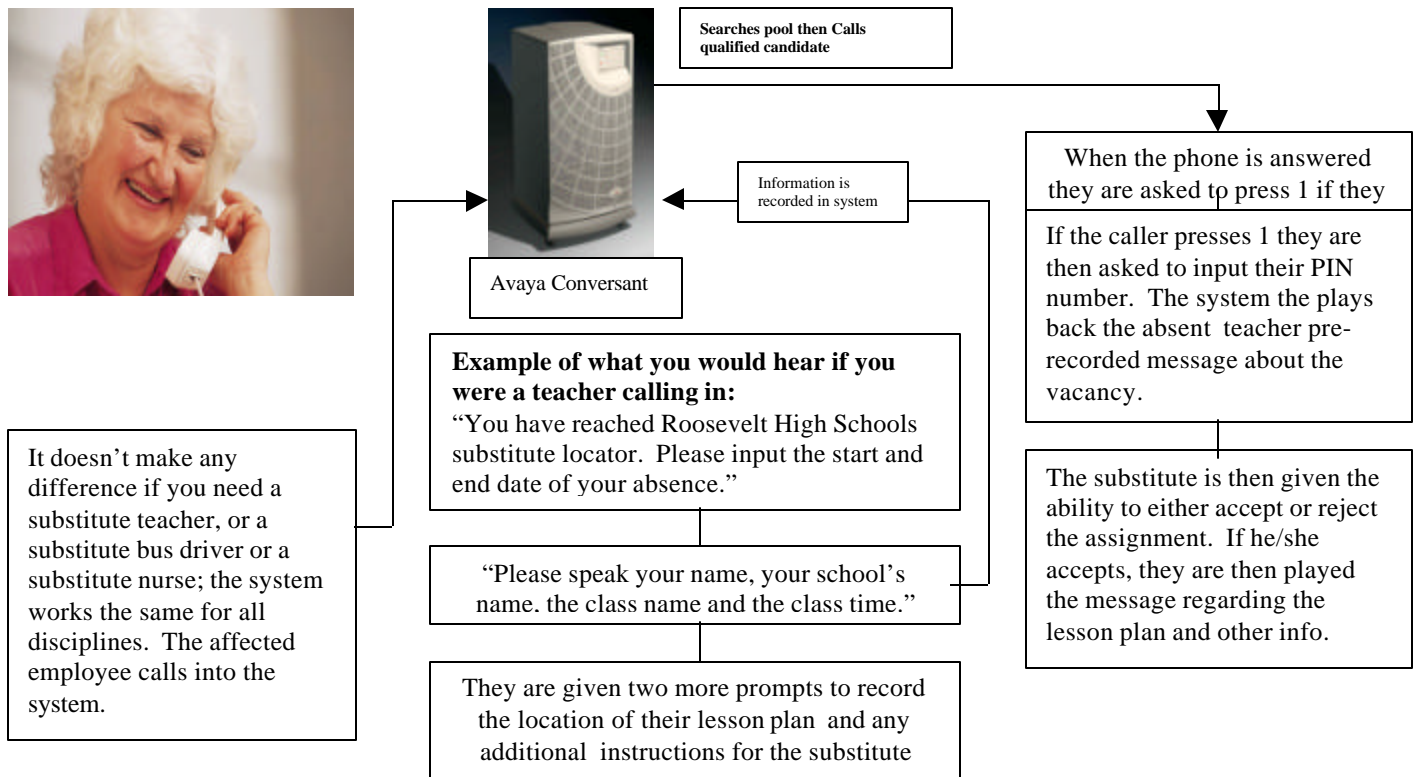 Searches pool then Calls
qualified candidate
Information is
recorded in system
Avaya Conversant
It doesn’t make any
difference if you need a
substitute teacher, or a
substitute bus driver or a
substitute nurse; the system
works the same for all
disciplines.  The affected
employee calls into the
system.
Example of what you would hear if you
were a teacher calling in:
“You have reached Roosevelt High Schools
substitute locator.  Please input the start and
end date of your absence.”
“Please speak your name, your school’s
name, the class name and the class time.”
They are given two more prompts to record
the location of their lesson plan  and any
additional  instructions for the substitute
When the phone is answered
they are asked to press 1 if they
If the caller presses 1 they are
then asked to input their PIN
number.  The system the plays
back the absent  teacher pre-
recorded message about the
vacancy.
The substitute is then given the
ability to either accept or reject
the assignment.  If he/she
accepts, they are then played
the message regarding the
lesson plan and other info.